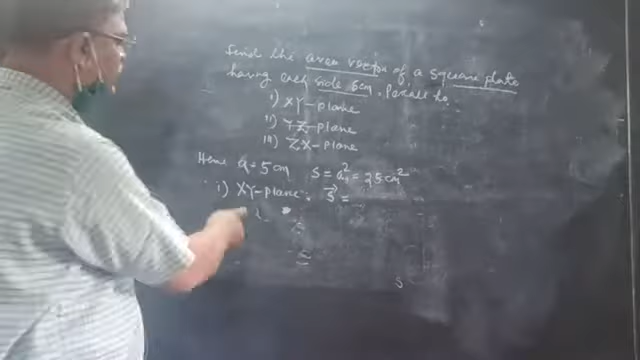 Find the area vector of a square plate
having each side 5cm. Parallel to
i) XY-plane
ii) YZ-plane
iii) ZX-plane
Here a = 5 cm S = a² = 25 cm²
i) XY-plane: S⃗ =